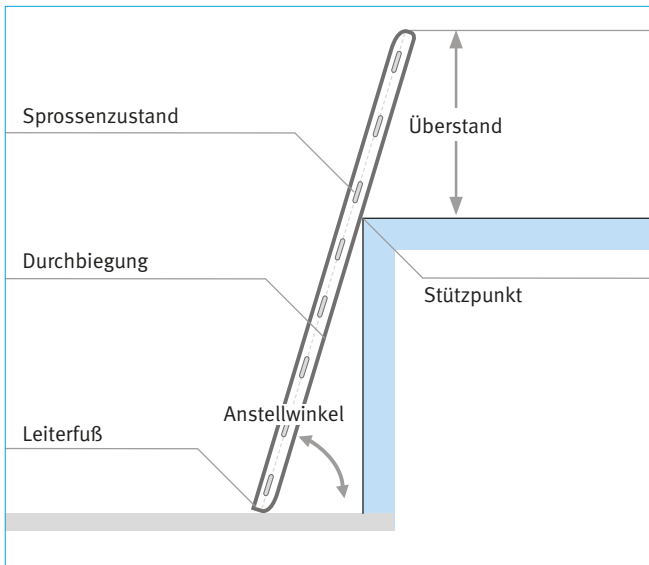 Sprossenzustand
Überstand
Durchbiegung
Stützpunkt
Anstellwinkel
Leiterfuß